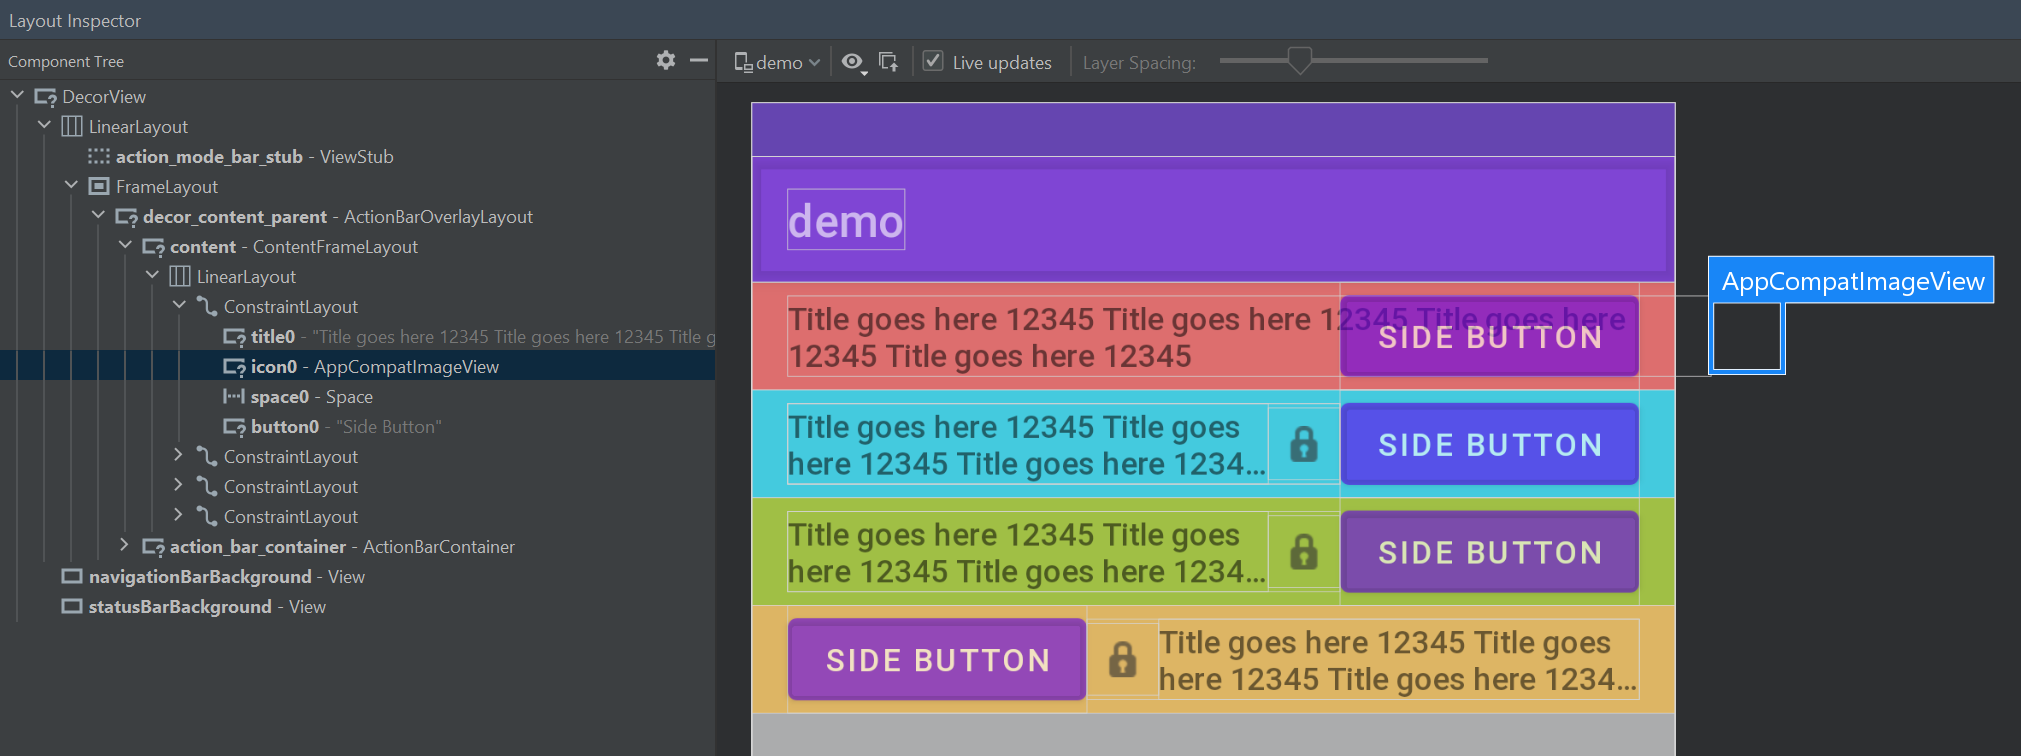 Layout Inspector
Component Tree
demo
Live updates
Layer Spacing:
DecorView
LinearLayout
action_mode_bar_stub - ViewStub
FrameLayout
decor_content_parent - ActionBarOverlayLayout
content - ContentFrameLayout
LinearLayout
ConstraintLayout
title0 - "Title goes here 12345 Title goes here 12345 Title g
icon0 - AppCompatImageView
space0 - Space
button0 - "Side Button"
ConstraintLayout
ConstraintLayout
ConstraintLayout
action_bar_container - ActionBarContainer
navigationBarBackground - View
statusBarBackground - View
demo
AppCompatImageView
Title goes here 12345 Title goes here 12345 Title goes here
12345 Title goes here 12345
SIDE BUTTON
Title goes here 12345 Title goes
here 12345 Title goes here 1234...
SIDE BUTTON
Title goes here 12345 Title goes
here 12345 Title goes here 1234...
SIDE BUTTON
SIDE BUTTON
Title goes here 12345 Title goes
here 12345 Title goes here 1234...